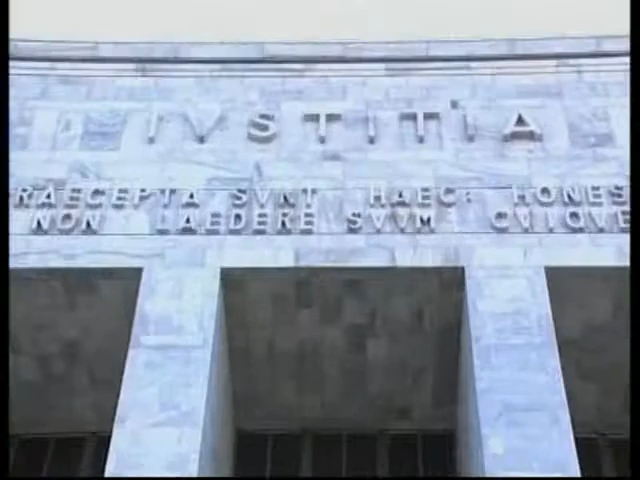 IVSTITIA
RAECEPTA SVNT HAEC: HONES
NON LAEDERE SVVM CVIQVE